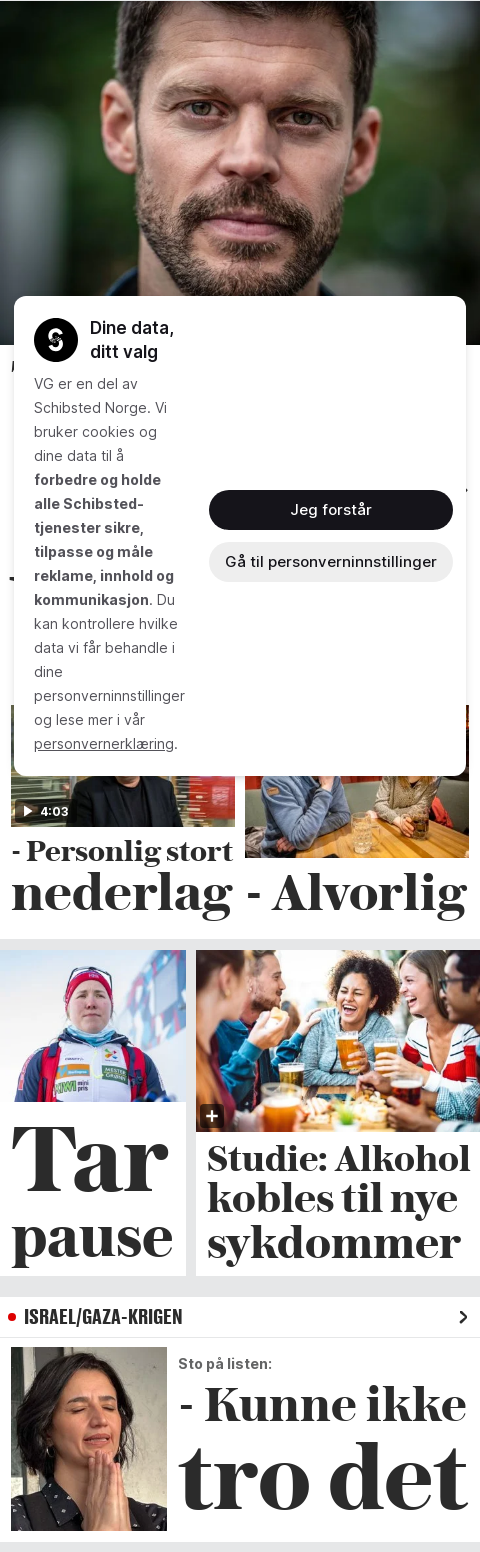 Dine data,
ditt valg
VG er en del av
Schibsted Norge. Vi
bruker cookies og
dine data til å
forbedre og holde
alle Schibsted-
tjenester sikre,
tilpasse og måle
reklame, innhold og
kommunikasjon. Du
kan kontrollere hvilke
data vi får behandle i
dine
personverninnstillinger
og lese mer i vår
personvernerklæring.
Jeg forstår
Gå til personverninnstillinger
4:03
- Personlig stort
nederlag
- Alvorlig
Tar
pause
Studie: Alkohol
kobles til nye
sykdommer
ISRAEL/GAZA-KRIGEN
Sto på listen:
- Kunne ikke
tro det